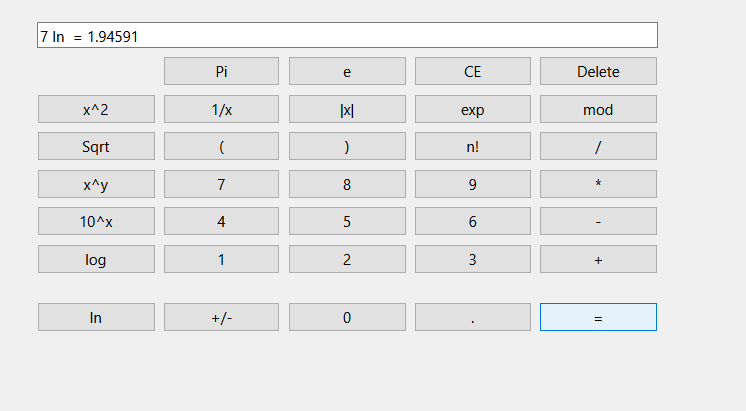 7 ln = 1.94591
Pi e CE Delete
x^2 1/x |x| exp mod
Sqrt ( ) n! /
x^y 7 8 9 *
10^x 4 5 6 -
log 1 2 3 +
ln +/- 0 . =